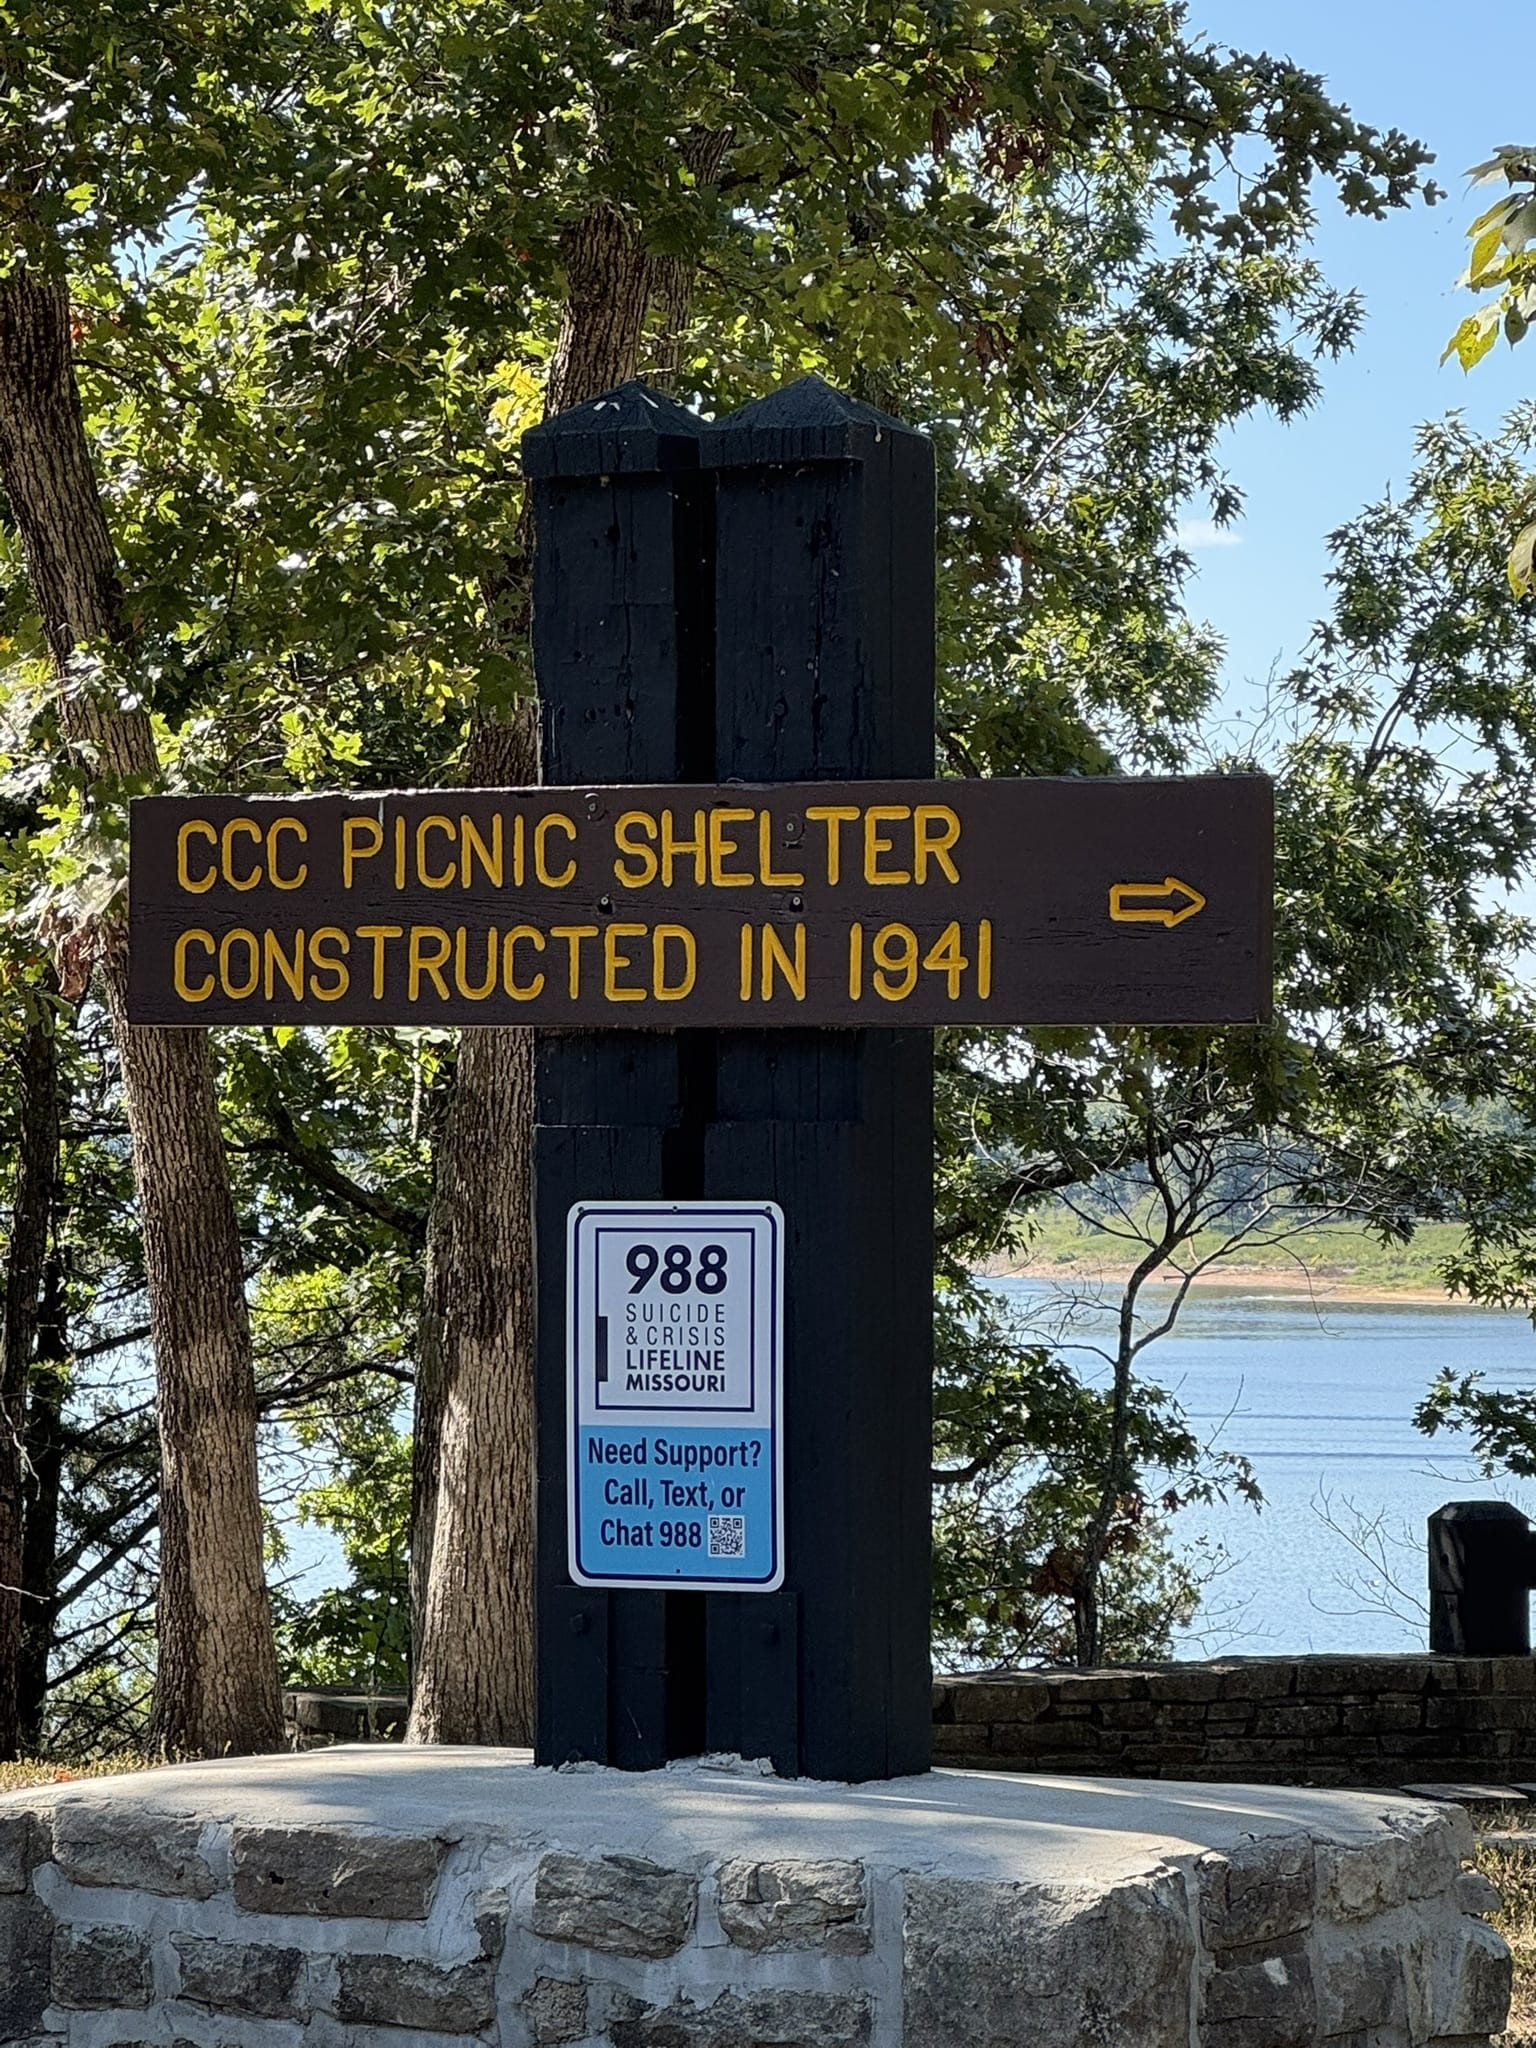 CCC PICNIC SHELTER
CONSTRUCTED IN 1941
988
SUICIDE
& CRISIS
LIFELINE
MISSOURI
Need Support?
Call, Text, or
Chat 988